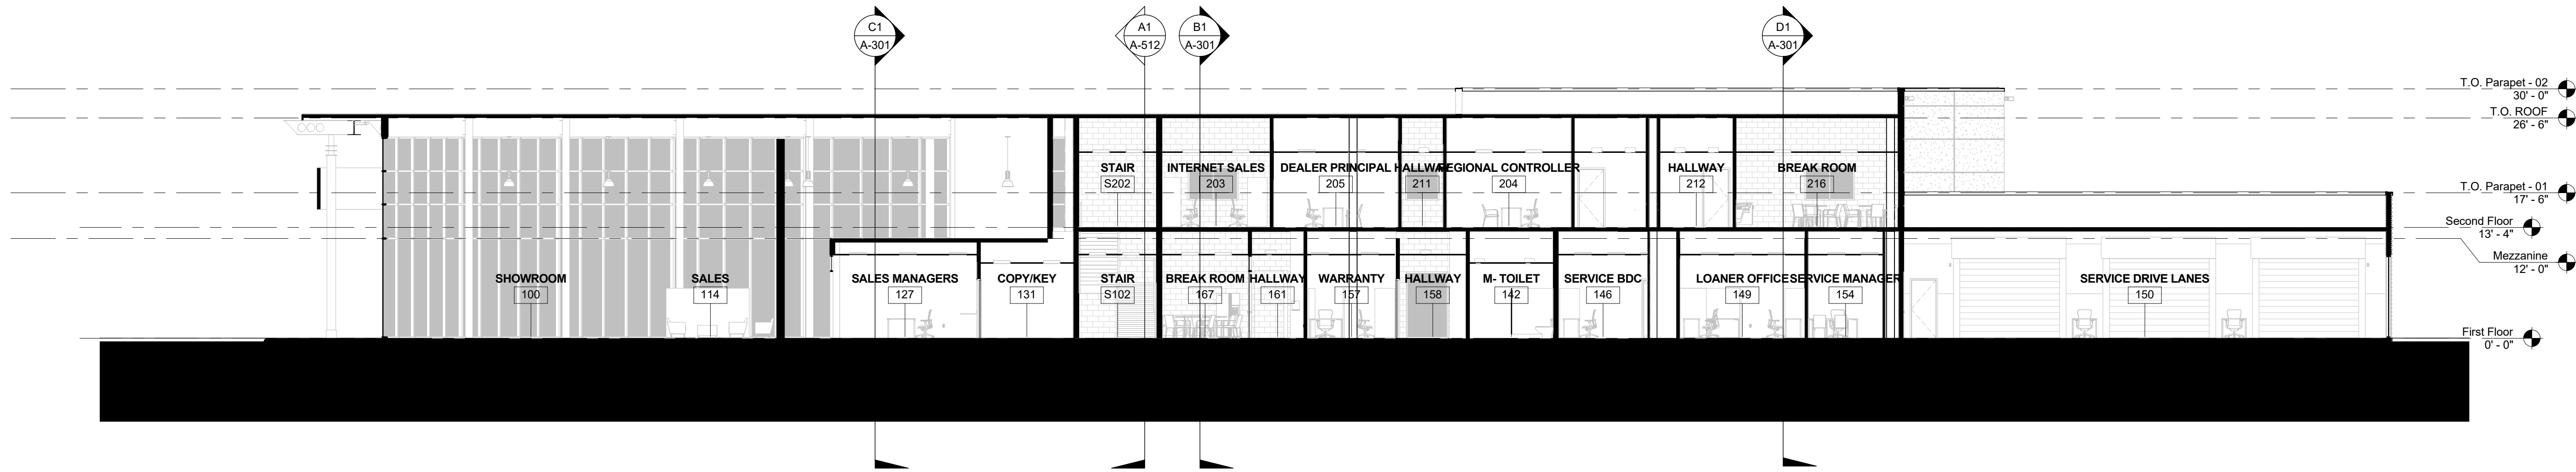 C1
A-301
A1
A-512
B1
A-301
D1
A-301
T.O. Parapet - 02
30' - 0"
T.O. ROOF
26' - 6"
STAIR
S202
INTERNET SALES
203
DEALER PRINCIPAL
205
HALLWAY
211
REGIONAL CONTROLLER
204
HALLWAY
212
BREAK ROOM
216
T.O. Parapet - 01
17' - 6"
Second Floor
13' - 4"
Mezzanine
12' - 0"
SHOWROOM
100
SALES
114
SALES MANAGERS
127
COPY/KEY
131
STAIR
S102
BREAK ROOM
167
HALLWAY
161
WARRANTY
157
HALLWAY
158
M- TOILET
142
SERVICE BDC
146
LOANER OFFICE
149
SERVICE MANAGER
154
SERVICE DRIVE LANES
150
First Floor
0' - 0"